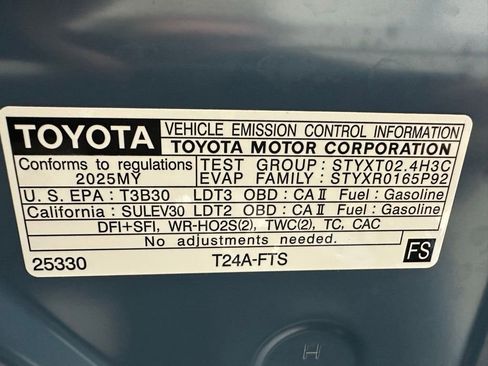 TOYOTA VEHICLE EMISSION CONTROL INFORMATION
TOYOTA MOTOR CORPORATION
Conforms to regulations TEST GROUP : STYXT02.4H3C
2025MY EVAP FAMILY : STYXR0165P92
U. S. EPA : T3B30 LDT3 OBD : CA II Fuel : Gasoline
California : SULEV30 LDT2 OBD : CA II Fuel : Gasoline
DFI+SFI, WR-HO2S(2), TWC(2), TC, CAC
No adjustments needed.
25330 T24A-FTS FS
H